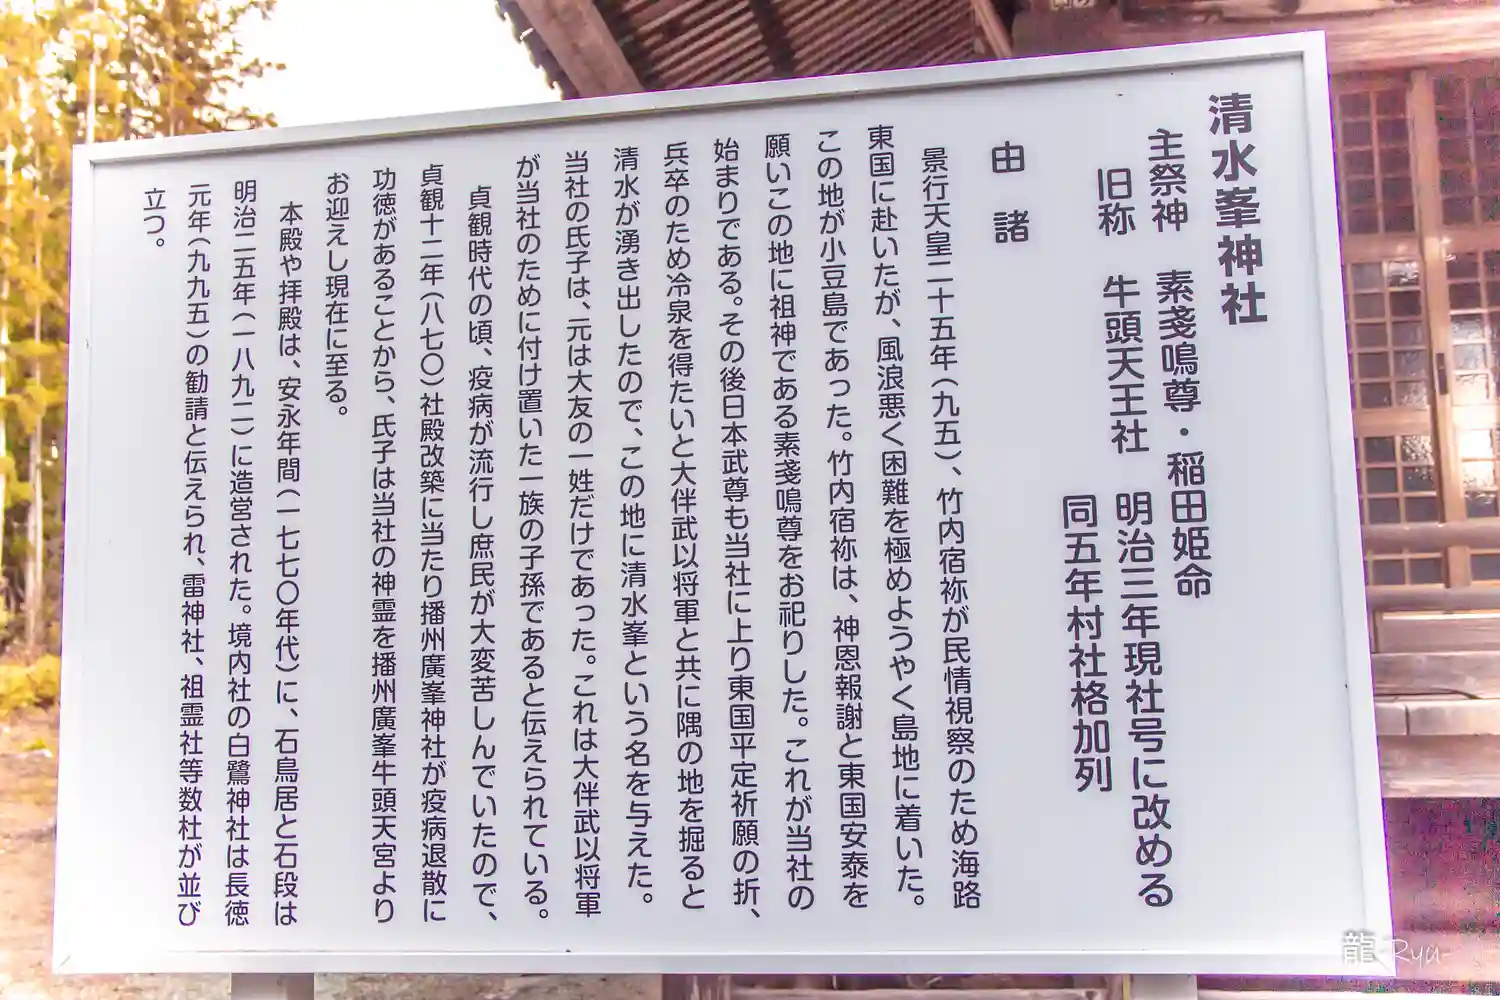 清水峯神社
主祭神 素戔鳴尊・稲田姫命
旧称 牛頭天王社 明治三年現社号に改める
同五年村社格加列
由諸
景行天皇二十五年（九五）、竹内宿祢が民情視察のため海路
東国に赴いたが、風浪悪く困難を極めようやく島地に着いた。
この地が小豆島であった。竹内宿祢は、神恩報謝と東国安泰を
願いこの地に祖神である素戔鳴尊をお祀りした。これが当社の
始まりである。その後日本武尊も当社に上り東国平定祈願の折、
兵卒のため冷泉を得たいと大伴武以将軍と共に隅の地を掘ると
清水が湧き出したので、この地に清水峯という名を与えた。
当社の氏子は、元は大友の一姓だけであった。これは大伴武以将軍
が当社のために付け置いた一族の子孫であると伝えられている。
貞観時代の頃、疫病が流行し庶民が大変苦しんでいたので、
貞観十二年（八七〇）社殿改築に当たり播州廣峯神社が疫病退散に
功徳があることから、氏子は当社の神霊を播州廣峯牛頭天宮より
お迎えし現在に至る。
本殿や拝殿は、安永年間（一七七〇年代）に、石鳥居と石段は
明治二五年（一八九二）に造営された。境内社の白鷺神社は長徳
元年（九九五）の勧請と伝えられ、雷神社、祖霊社等数杜が並び
立つ。
龍-Ryu-